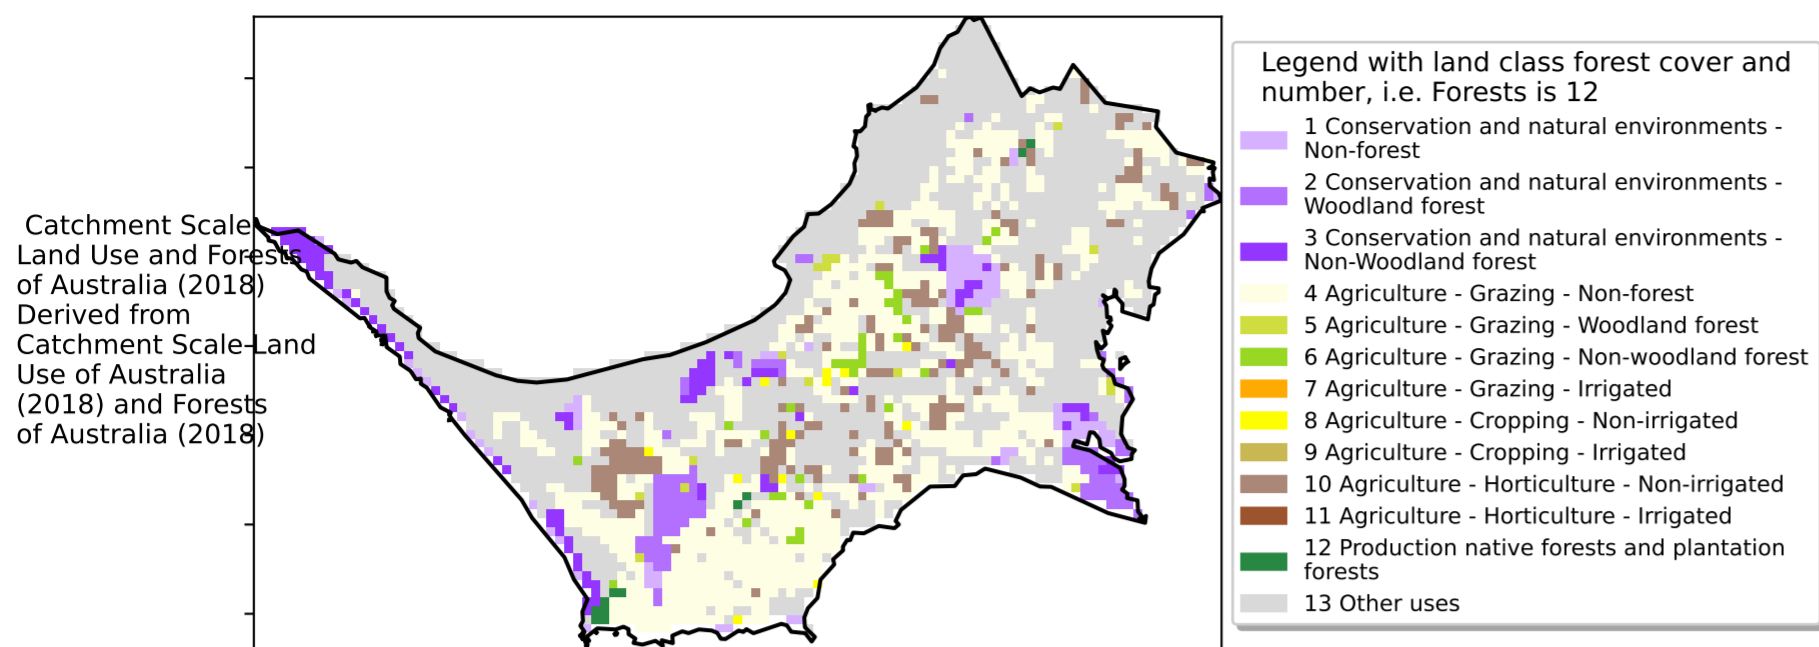 Catchment Scale
Land Use and Forests
of Australia (2018)
Derived from
Catchment Scale Land
Use of Australia
(2018) and Forests
of Australia (2018)
Legend with land class forest cover and
number, i.e. Forests is 12
1 Conservation and natural environments -
Non-forest
2 Conservation and natural environments -
Woodland forest
3 Conservation and natural environments -
Non-Woodland forest
4 Agriculture - Grazing - Non-forest
5 Agriculture - Grazing - Woodland forest
6 Agriculture - Grazing - Non-woodland forest
7 Agriculture - Grazing - Irrigated
8 Agriculture - Cropping - Non-irrigated
9 Agriculture - Cropping - Irrigated
10 Agriculture - Horticulture - Non-irrigated
11 Agriculture - Horticulture - Irrigated
12 Production native forests and plantation
forests
13 Other uses